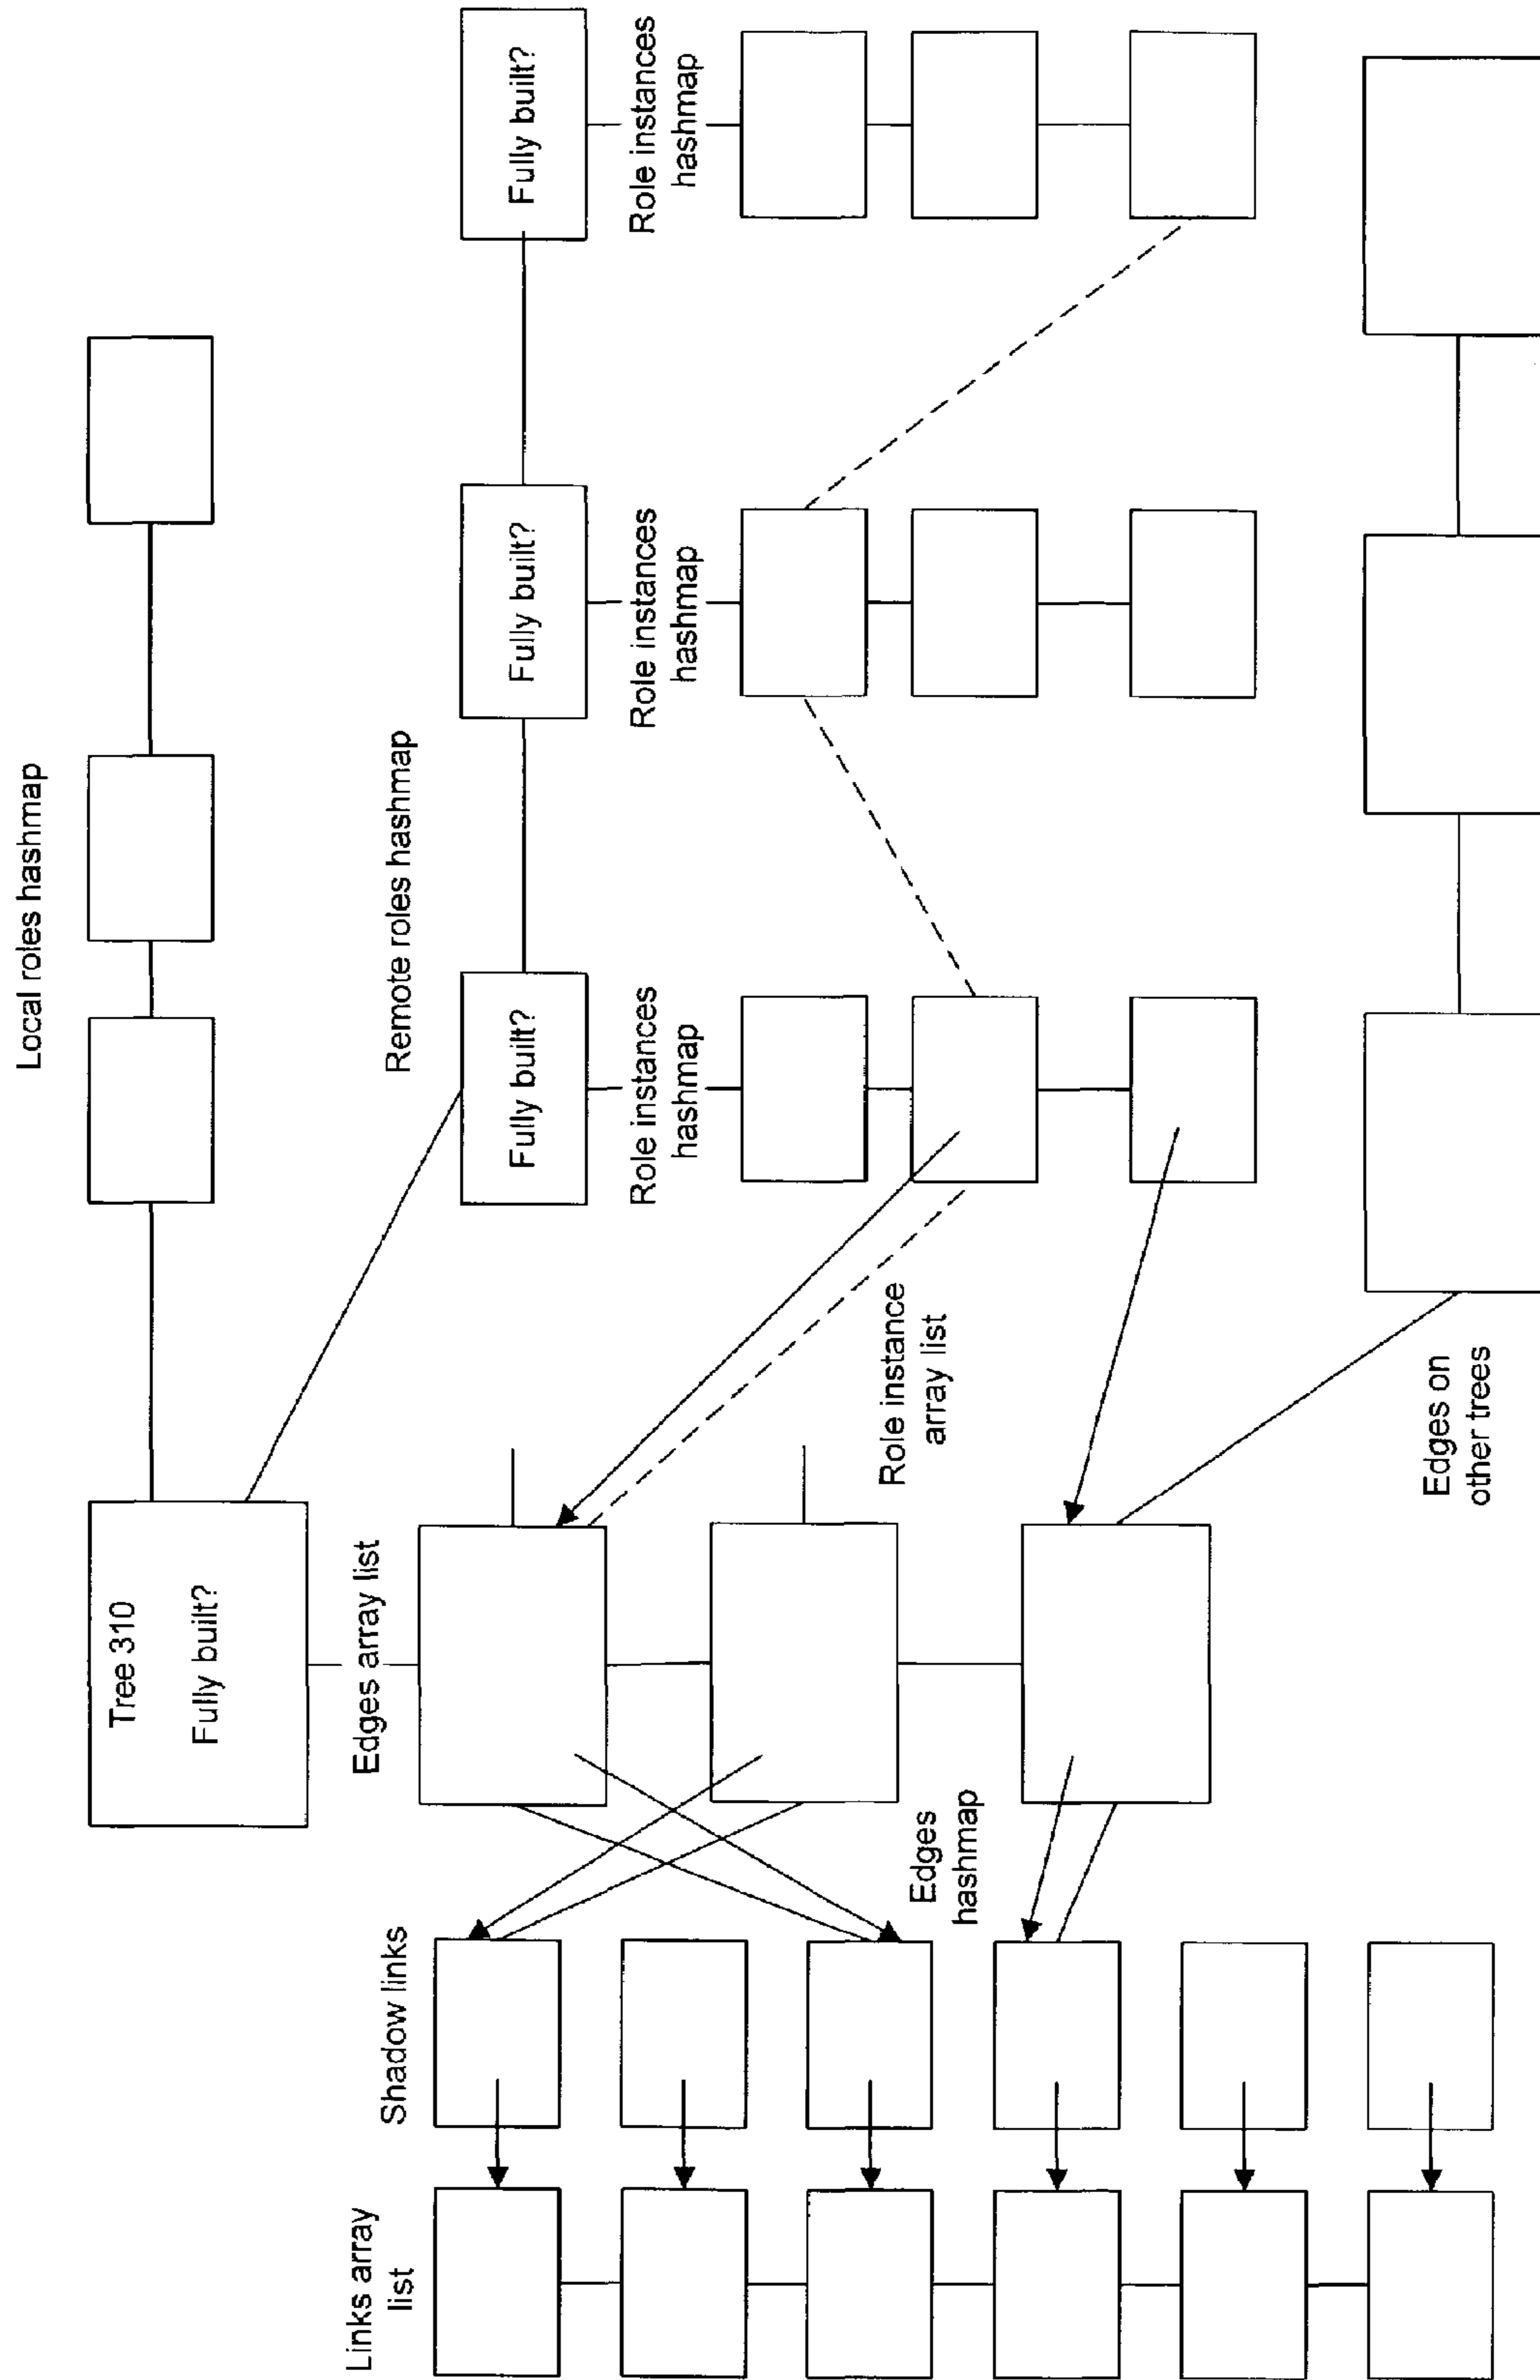 Local roles hashmap
Tree 310
Fully built?
Links array
list
Shadow links
Edges array list
Remote roles hashmap
Fully built?
Fully built?
Fully built?
Role instances
hashmap
Role instances
hashmap
Role instances
hashmap
Edges
hashmap
Role instance
array list
Edges on
other trees